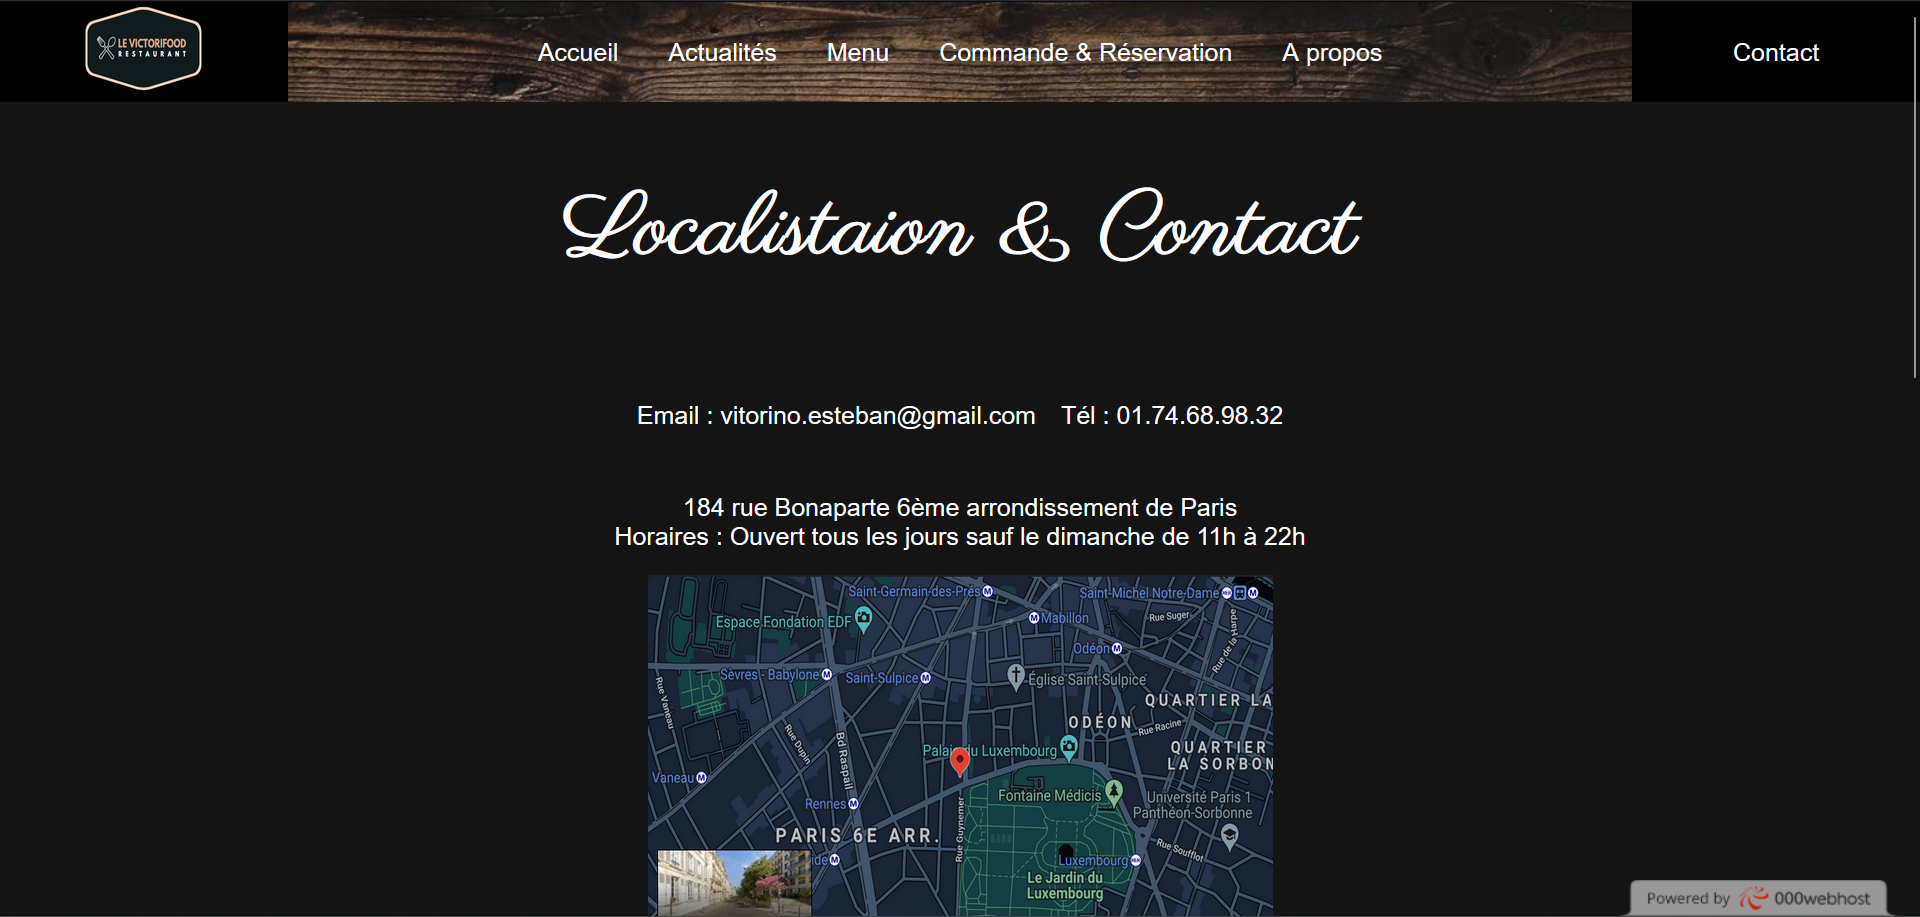 LE VICTORIFOOD
RESTAURANT
Accueil
Actualités
Menu
Commande & Réservation
A propos
Contact
Localistaion & Contact
Email : vitorino.esteban@gmail.com
Tél : 01.74.68.98.32
184 rue Bonaparte 6ème arrondissement de Paris
Horaires : Ouvert tous les jours sauf le dimanche de 11h à 22h
Saint-Germain-des-Prés
Saint-Michel Notre-Dame
Espace Fondation EDF
Mabillon
Rue Suger
Rue de la Harpe
Odéon
Sèvres - Babylone
Saint-Sulpice
Église Saint-Sulpice
Rue Vaneau
QUARTIER LA
ODÉON
Rue Racine
Rue Dupin
Bd Raspail
Palais du Luxembourg
QUARTIER
LA SORBON
Vaneau
Rennes
Fontaine Médicis
Université Paris 1
Panthéon-Sorbonne
PARIS 6E ARR.
Rue Guynemer
Rue Soufflot
ide
Luxembourg
Le Jardin du
Luxembourg
Powered by 000webhost